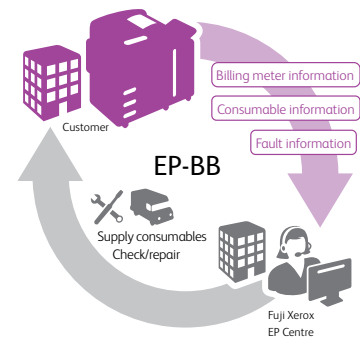 Billing meter information
Consumable information
Fault information
Customer
EP-BB
Supply consumables
Check/repair
Fuji Xerox
EP Centre